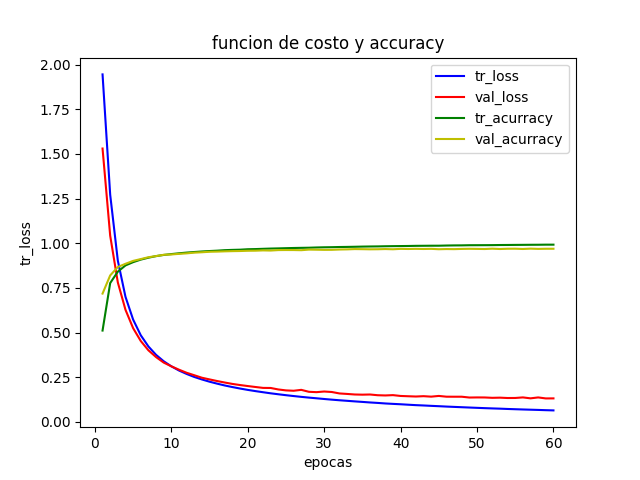 funcion de costo y accuracy
tr_loss
val_loss
tr_acurracy
val_acurracy
2.00
1.75
1.50
1.25
1.00
0.75
0.50
0.25
0.00
tr_loss
0 10 20 30 40 50 60
epocas